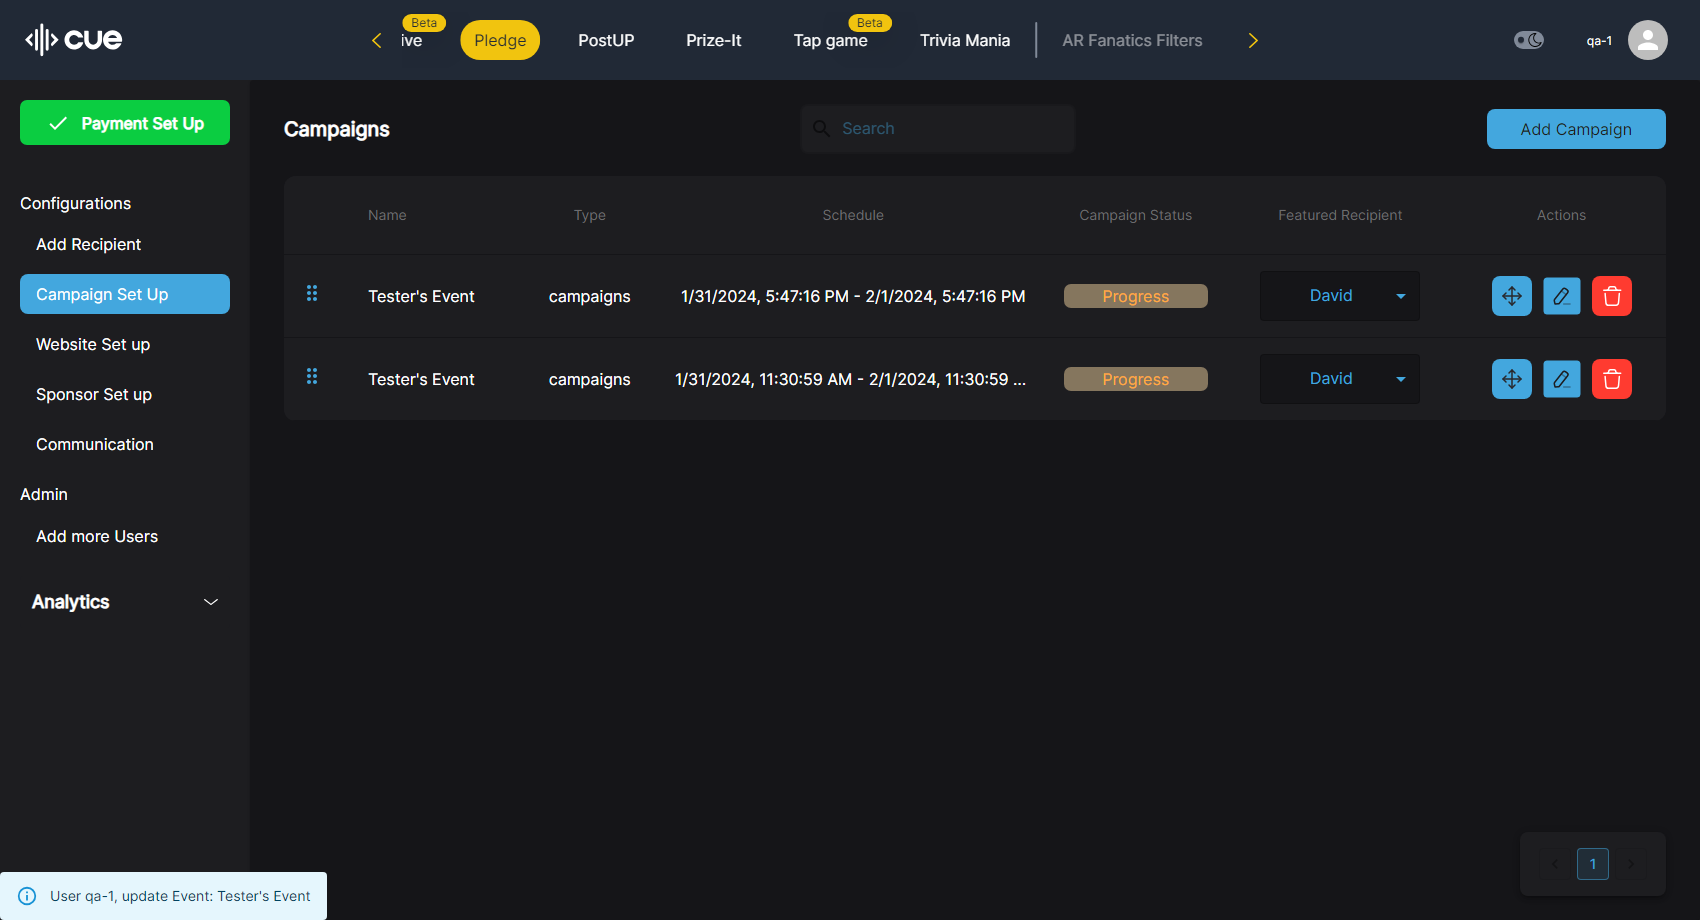 cue
Beta
ive
Pledge
PostUP
Prize-It
Beta
Tap game
Trivia Mania
AR Fanatics Filters
qa-1
Payment Set Up
Configurations
Add Recipient
Campaign Set Up
Website Set up
Sponsor Set up
Communication
Admin
Add more Users
Analytics
Campaigns
Search
Add Campaign
Name Type Schedule Campaign Status Featured Recipient Actions
Tester's Event campaigns 1/31/2024, 5:47:16 PM - 2/1/2024, 5:47:16 PM Progress David
Tester's Event campaigns 1/31/2024, 11:30:59 AM - 2/1/2024, 11:30:59 ... Progress David
1
User qa-1, update Event: Tester's Event